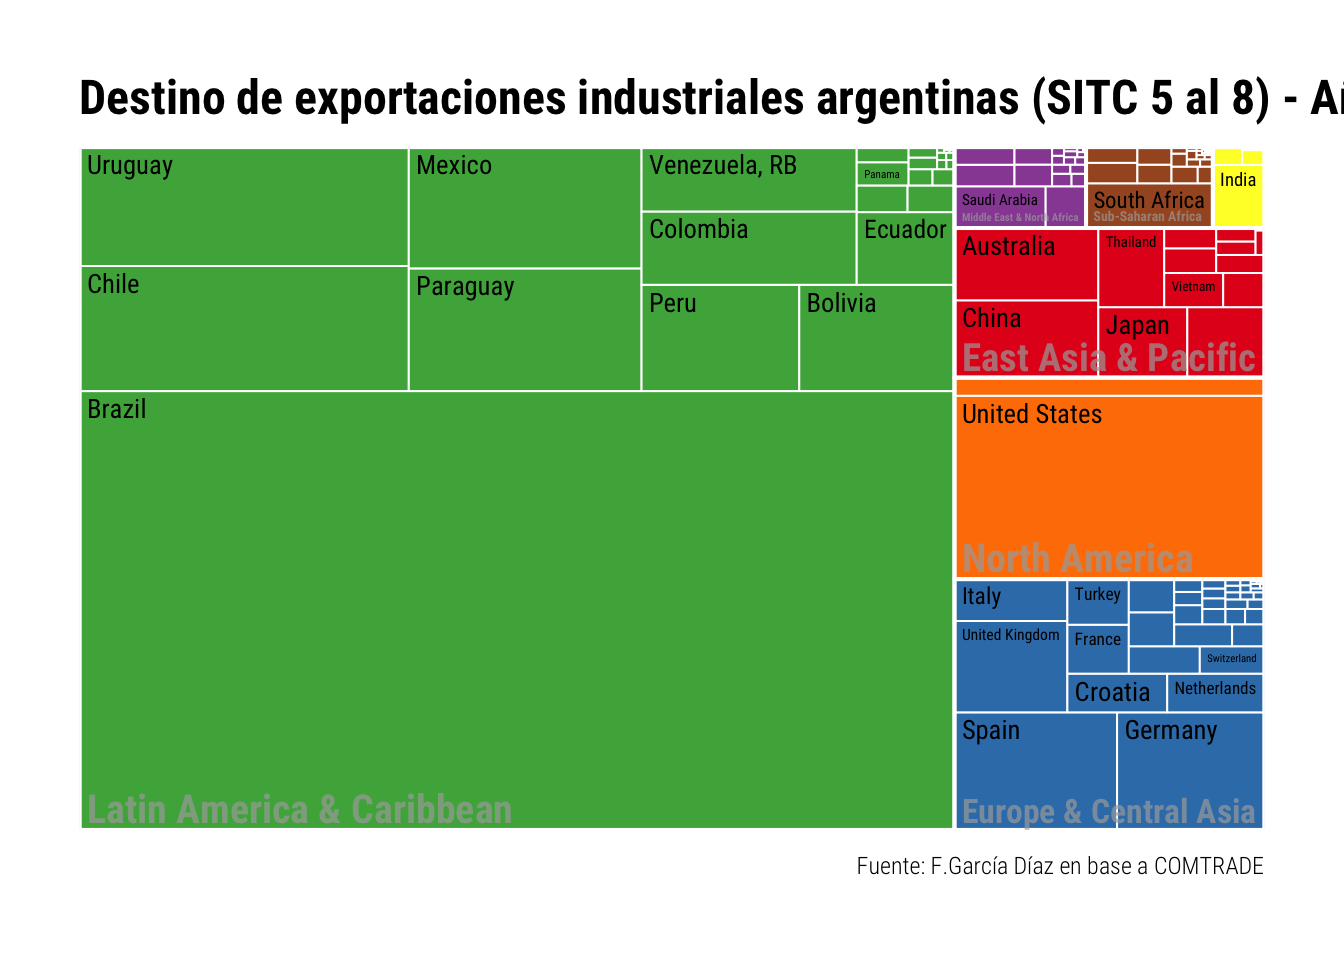 Destino de exportaciones industriales argentinas (SITC 5 al 8) -
Uruguay
Mexico
Venezuela, RB
Panama
Colombia
Ecuador
Chile
Paraguay
Peru
Bolivia
Brazil
Latin America & Caribbean
Saudi Arabia
Middle East & North Africa
South Africa
Sub-Saharan Africa
India
Australia
Thailand
Vietnam
China
Japan
East Asia & Pacific
United States
North America
Italy
Turkey
United Kingdom
France
Switzerland
Croatia
Netherlands
Spain
Germany
Europe & Central Asia
Fuente: F.García Díaz en base a COMTRADE